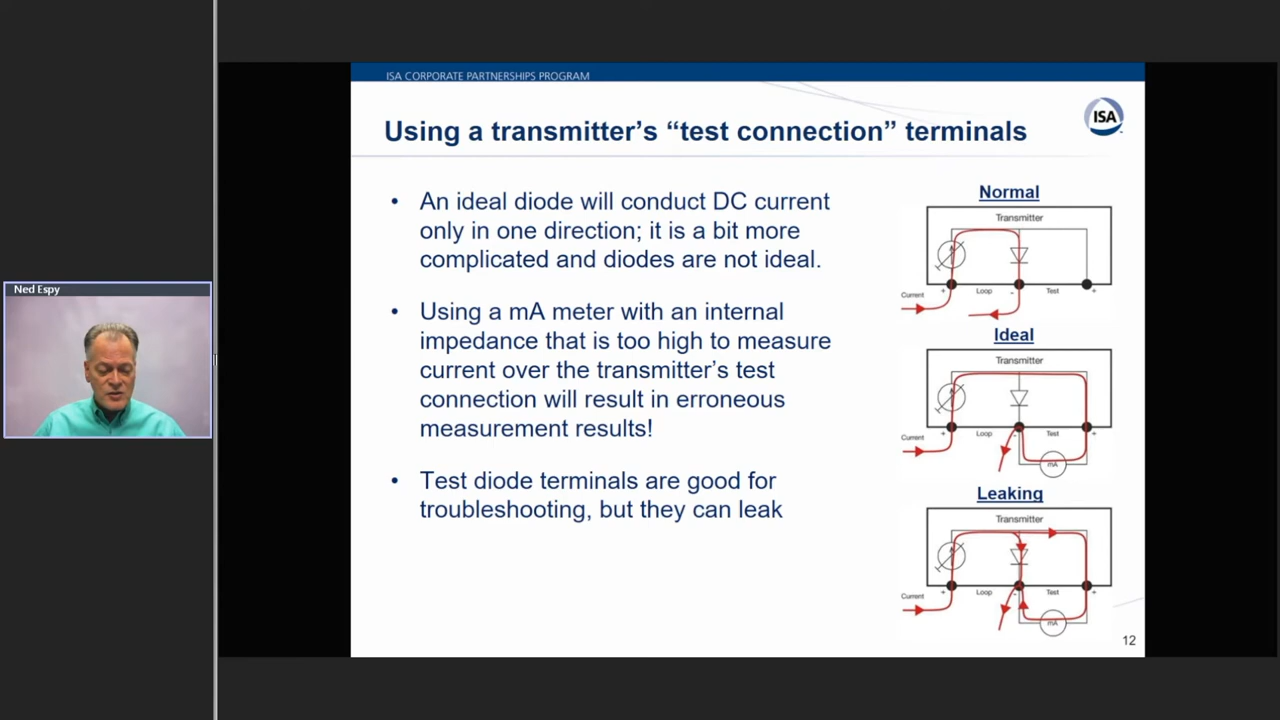 ISA CORPORATE PARTNERSHIPS PROGRAM
ISA
Using a transmitter’s “test connection” terminals
Ned Espy
• An ideal diode will conduct DC current
only in one direction; it is a bit more
complicated and diodes are not ideal.
• Using a mA meter with an internal
impedance that is too high to measure
current over the transmitter’s test
connection will result in erroneous
measurement results!
• Test diode terminals are good for
troubleshooting, but they can leak
Normal
Transmitter
Current + Loop - Test +
Ideal
Transmitter
Current + Loop - Test +
mA
Leaking
Transmitter
Current + Loop - Test +
mA
12